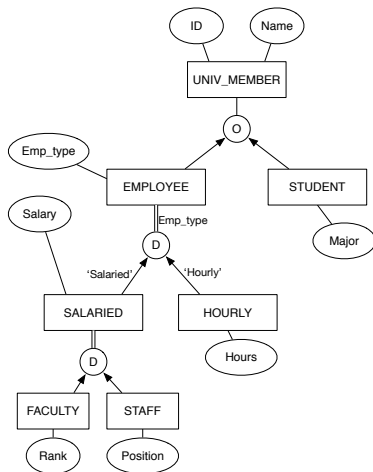 ID
Name
UNIV_MEMBER
O
Emp_type
EMPLOYEE
STUDENT
Salary
Emp_type
Major
D
‘Salaried’
‘Hourly’
SALARIED
HOURLY
Hours
D
FACULTY
STAFF
Rank
Position